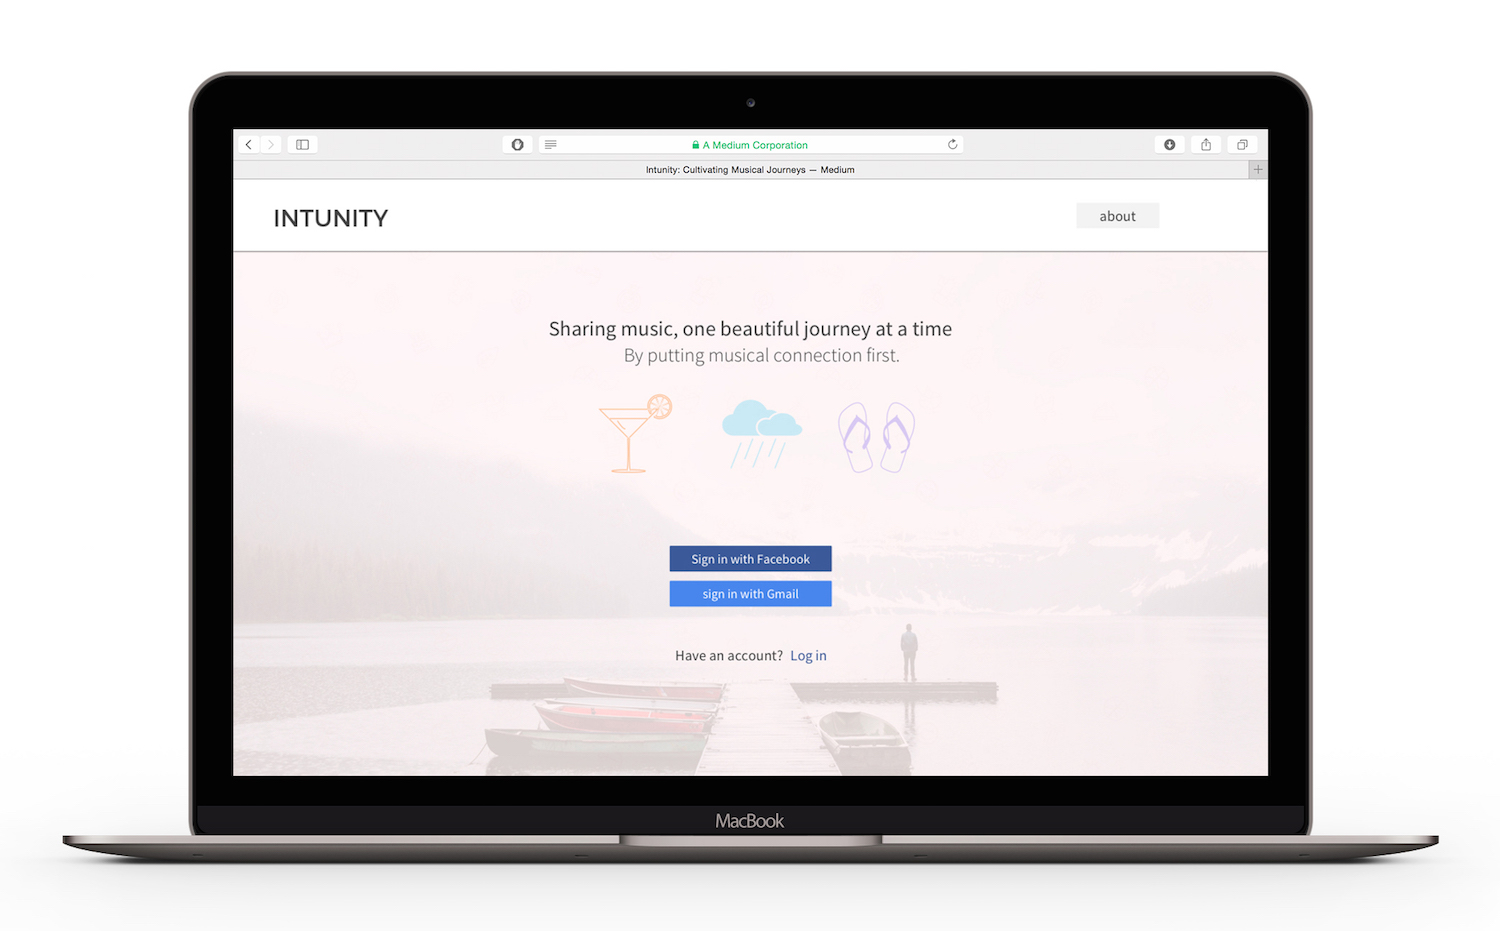 A Medium Corporation
Intunity: Cultivating Musical Journeys — Medium
INTUNITY
about
Sharing music, one beautiful journey at a time
By putting musical connection first.
Sign in with Facebook
sign in with Gmail
Have an account? Log in
MacBook